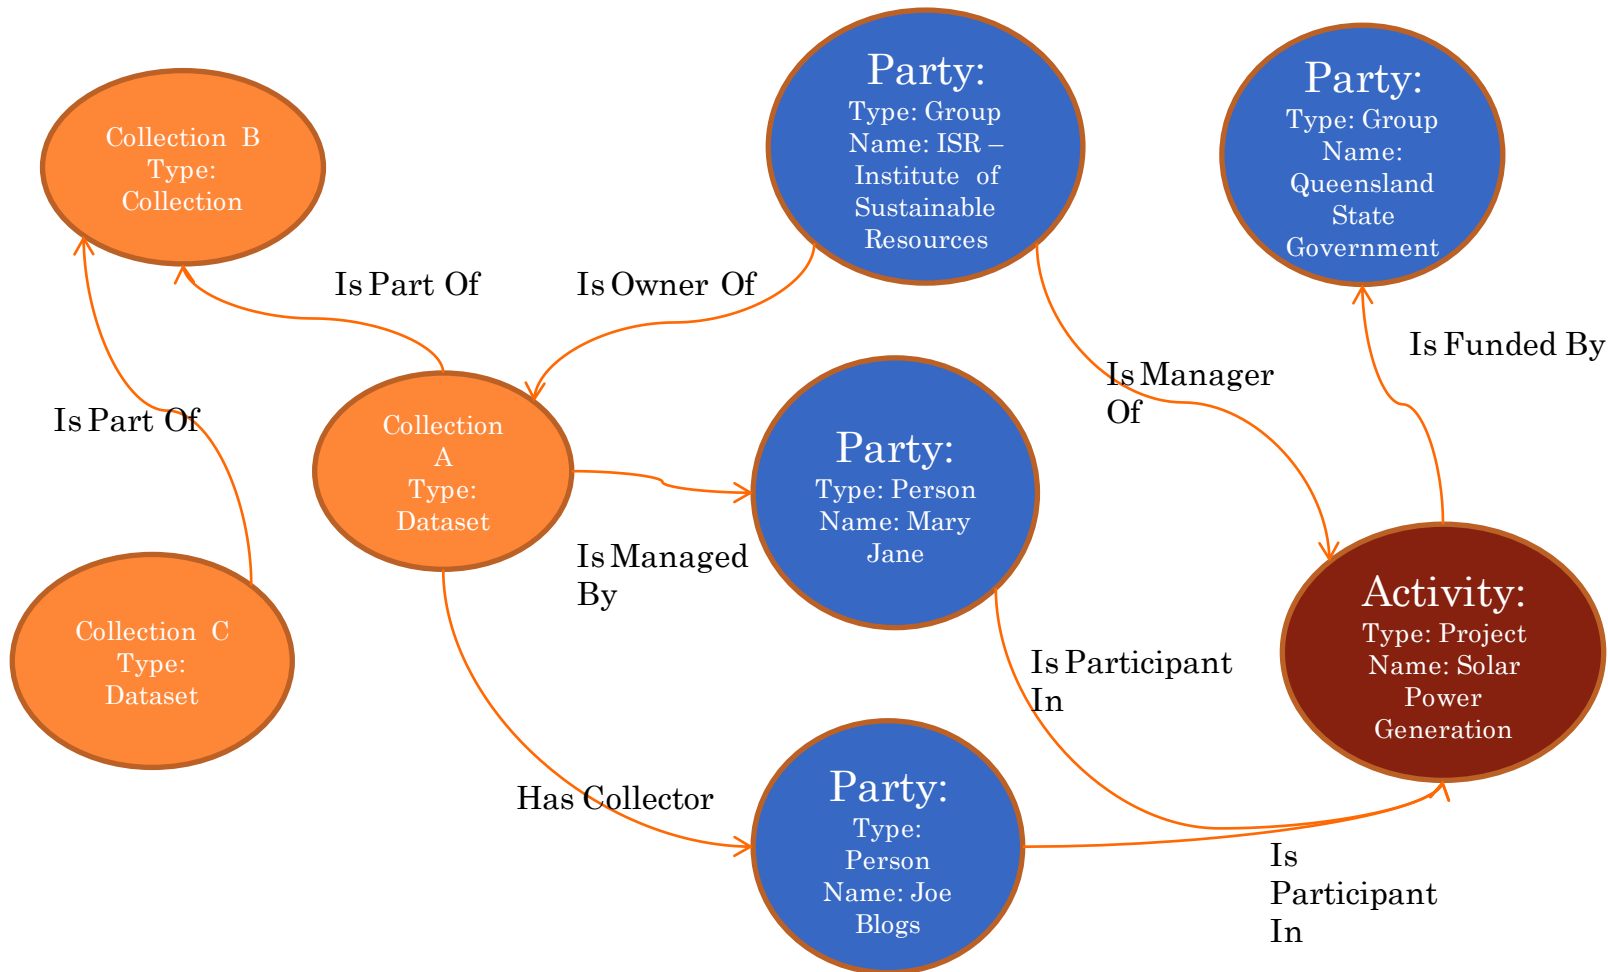 Collection B
Type:
Collection
Party:
Type: Group
Name: ISR –
Institute of
Sustainable
Resources
Party:
Type: Group
Name:
Queensland
State
Government
Is Part Of
Is Owner Of
Is Funded By
Is Manager
Of
Is Part Of
Collection
A
Type:
Dataset
Party:
Type: Person
Name: Mary
Jane
Is Managed
By
Activity:
Type: Project
Name: Solar
Power
Generation
Collection C
Type:
Dataset
Is Participant
In
Has Collector
Party:
Type:
Person
Name: Joe
Blogs
Is
Participant
In